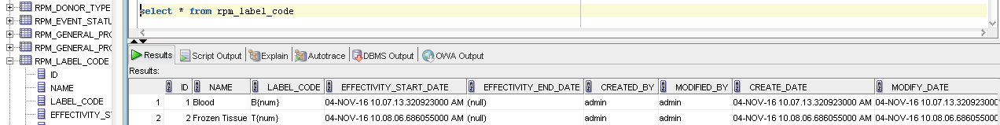 RPM_DONOR_TYPE
RPM_EVENT_STATU
RPM_GENERAL_PRO
RPM_GENERAL_PRO
RPM_LABEL_CODE
ID
NAME
LABEL_CODE
EFFECTIVITY_S
select * from rpm_label_code
Results Script Output Explain Autotrace DBMS Output OWA Output
Results:
ID NAME LABEL_CODE EFFECTIVITY_START_DATE EFFECTIVITY_END_DATE CREATED_BY MODIFIED_BY CREATE_DATE MODIFY_DATE
1 1 Blood B{num} 04-NOV-16 10.07.13.320923000 AM (null) admin admin 04-NOV-16 10.07.13.320923000 AM 04-NOV-16 10.07.13.320923000
2 2 Frozen Tissue T{num} 04-NOV-16 10.08.06.686055000 AM (null) admin admin 04-NOV-16 10.08.06.686055000 AM 04-NOV-16 10.08.06.686055000